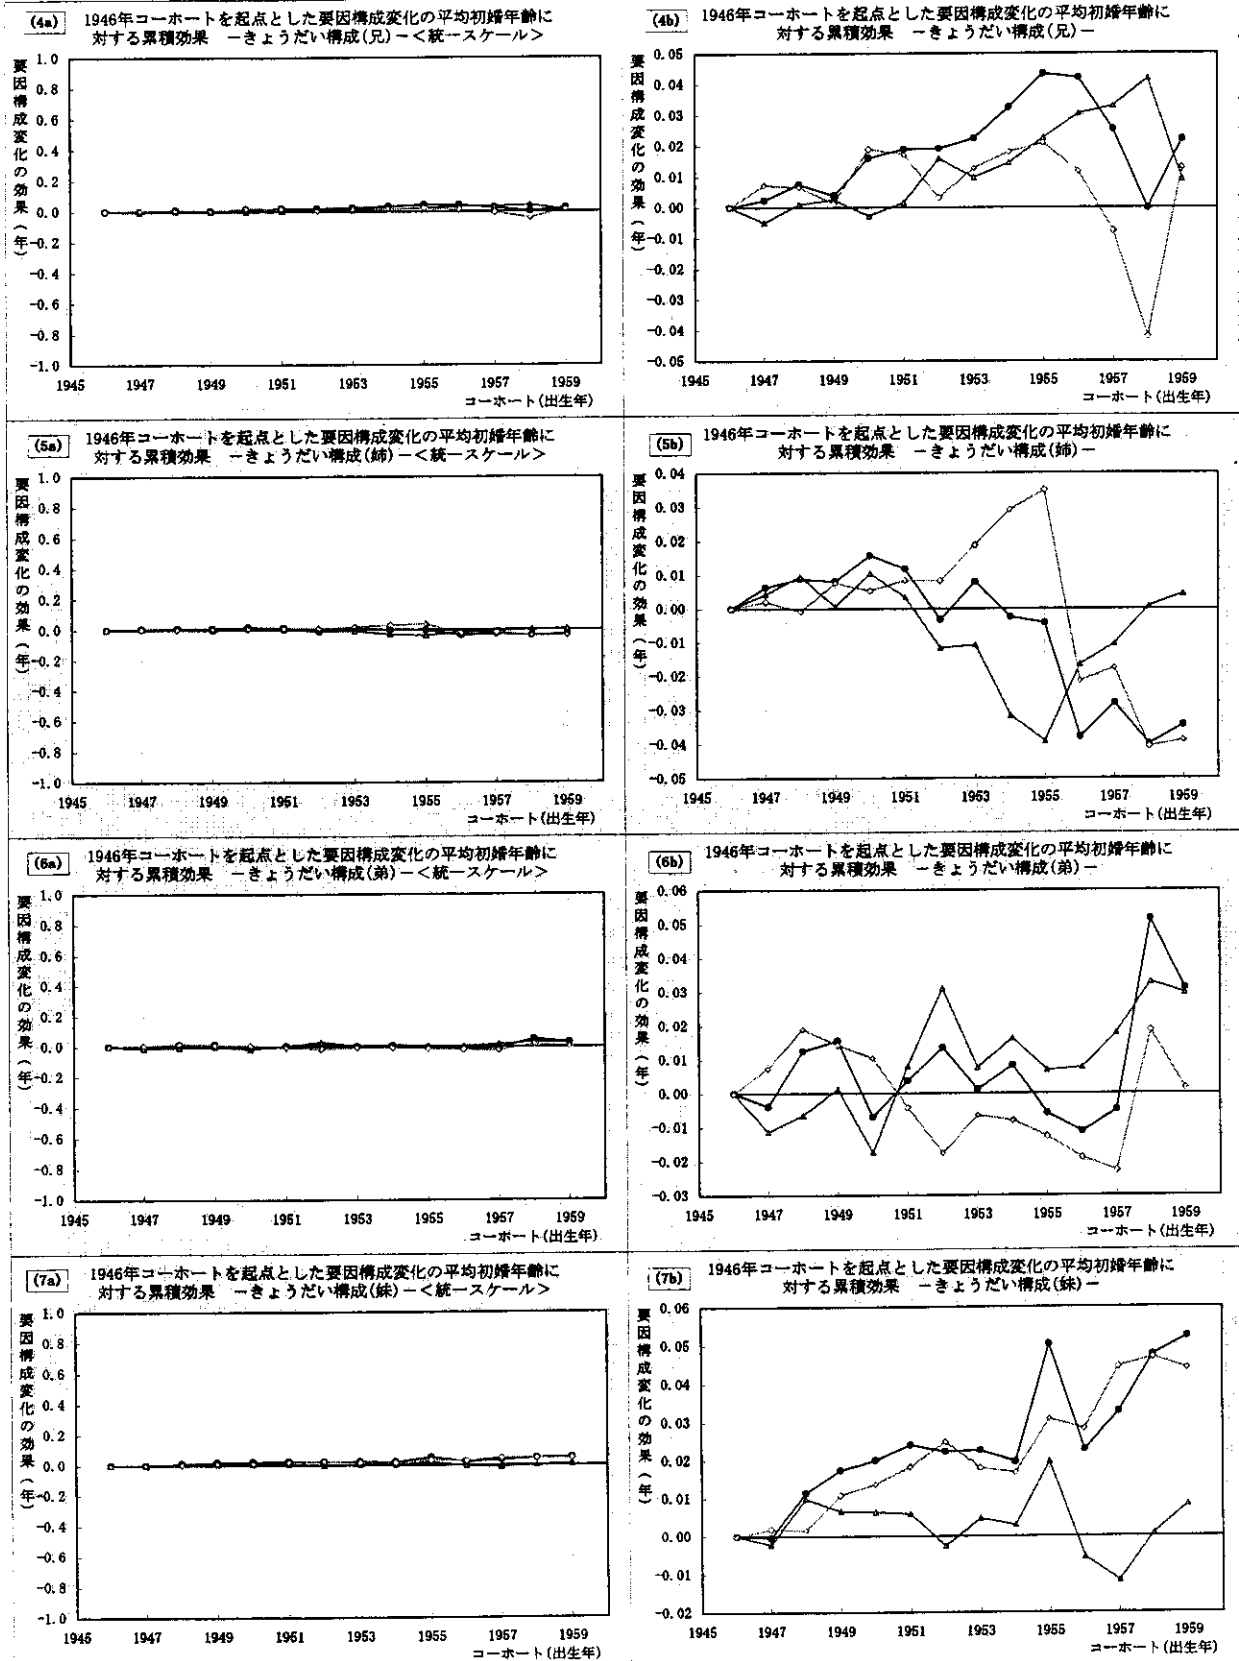 (4a) 1946年コーホートを起点とした要因構成変化の平均初婚年齢に
対する累積効果 －きょうだい構成(兄)－<統一スケール>
要因構成変化の効果(年)
1.0
0.8
0.6
0.4
0.2
0.0
-0.2
-0.4
-0.6
-0.8
-1.0
1945 1947 1949 1951 1953 1955 1957 1959
コーホート(出生年)
(4b) 1946年コーホートを起点とした要因構成変化の平均初婚年齢に
対する累積効果 －きょうだい構成(兄)－
要因構成変化の効果(年)
0.05
0.04
0.03
0.02
0.01
0.00
-0.01
-0.02
-0.03
-0.04
-0.05
1945 1947 1949 1951 1953 1955 1957 1959
コーホート(出生年)
(5a) 1946年コーホートを起点とした要因構成変化の平均初婚年齢に
対する累積効果 －きょうだい構成(姉)－<統一スケール>
要因構成変化の効果(年)
1.0
0.8
0.6
0.4
0.2
0.0
-0.2
-0.4
-0.6
-0.8
-1.0
1945 1947 1949 1951 1953 1955 1957 1959
コーホート(出生年)
(5b) 1946年コーホートを起点とした要因構成変化の平均初婚年齢に
対する累積効果 －きょうだい構成(姉)－
要因構成変化の効果(年)
0.04
0.03
0.02
0.01
0.00
-0.01
-0.02
-0.03
-0.04
-0.05
1945 1947 1949 1951 1953 1955 1957 1959
コーホート(出生年)
(6a) 1946年コーホートを起点とした要因構成変化の平均初婚年齢に
対する累積効果 －きょうだい構成(弟)－<統一スケール>
要因構成変化の効果(年)
1.0
0.8
0.6
0.4
0.2
0.0
-0.2
-0.4
-0.6
-0.8
-1.0
1945 1947 1949 1951 1953 1955 1957 1959
コーホート(出生年)
(6b) 1946年コーホートを起点とした要因構成変化の平均初婚年齢に
対する累積効果 －きょうだい構成(弟)－
要因構成変化の効果(年)
0.06
0.05
0.04
0.03
0.02
0.01
0.00
-0.01
-0.02
-0.03
1945 1947 1949 1951 1953 1955 1957 1959
コーホート(出生年)
(7a) 1946年コーホートを起点とした要因構成変化の平均初婚年齢に
対する累積効果 －きょうだい構成(妹)－<統一スケール>
要因構成変化の効果(年)
1.0
0.8
0.6
0.4
0.2
0.0
-0.2
-0.4
-0.6
-0.8
-1.0
1945 1947 1949 1951 1953 1955 1957 1959
コーホート(出生年)
(7b) 1946年コーホートを起点とした要因構成変化の平均初婚年齢に
対する累積効果 －きょうだい構成(妹)－
要因構成変化の効果(年)
0.06
0.05
0.04
0.03
0.02
0.01
0.00
-0.01
-0.02
1945 1947 1949 1951 1953 1955 1957 1959
コーホート(出生年)